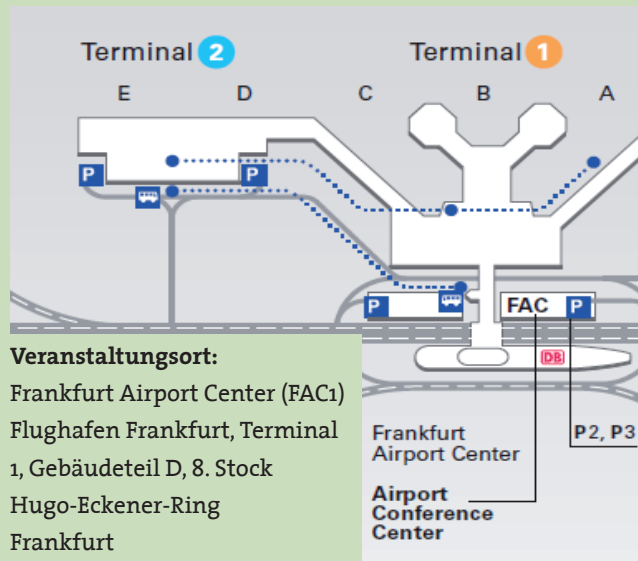 Terminal 2 Terminal 1
E D C B A
P P
P FAC P
DB
Veranstaltungsort:
Frankfurt Airport Center (FAC1)
Flughafen Frankfurt, Terminal
1, Gebäudeteil D, 8. Stock
Hugo-Eckener-Ring
Frankfurt
Frankfurt
Airport Center
P2, P3
Airport
Conference
Center